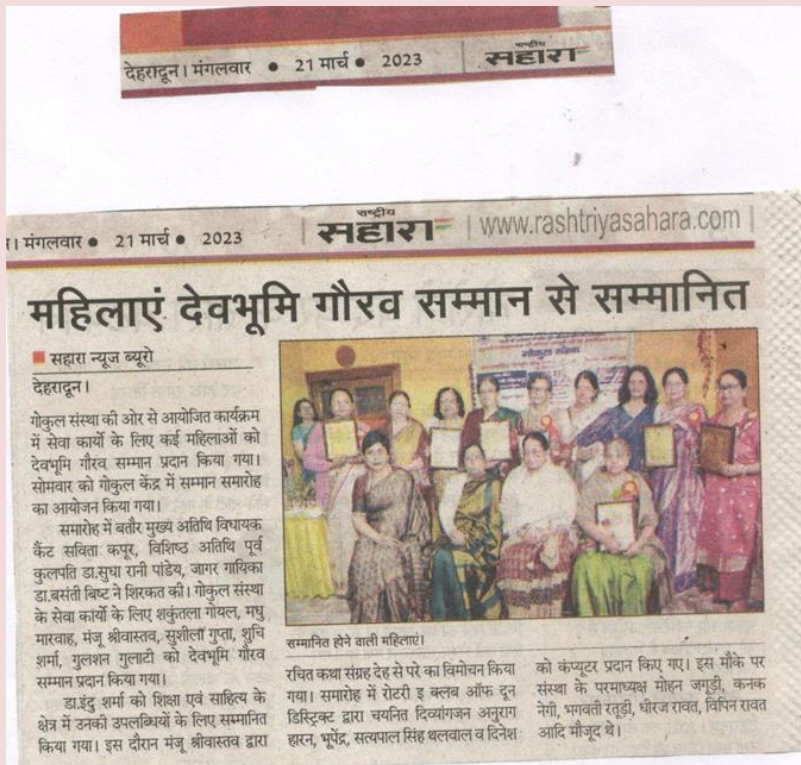 देहरादून। मंगलवार ● 21 मार्च ● 2023
राष्ट्रीय
सहारा
। मंगलवार ● 21 मार्च ● 2023
राष्ट्रीय
सहारा
www.rashtriyasahara.com
महिलाएं देवभूमि गौरव सम्मान से सम्मानित
सहारा न्यूज ब्यूरो
देहरादून।
गोकुल संस्था की ओर से आयोजित कार्यक्रम
में सेवा कार्यो के लिए कई महिलाओं को
देवभूमि गौरव सम्मान प्रदान किया गया।
सोमवार को गोकुल केंद्र में सम्मान समारोह
का आयोजन किया गया।
समारोह में बतौर मुख्य अतिथि विधायक
कैंट सविता कपूर, विशिष्ठ अतिथि पूर्व
कुलपति डा.सुधा रानी पांडेय, जागर गायिका
डा.बसंती बिष्ट ने शिरकत की। गोकुल संस्था
के सेवा कार्यो के लिए शकुंतला गोयल, मधु
मारवाह, मंजू श्रीवास्तव, सुशीला गुप्ता, शुचि
शर्मा, गुलशन गुलाटी को देवभूमि गौरव
सम्मान प्रदान किया गया।
डा.इंदु शर्मा को शिक्षा एवं साहित्य के
क्षेत्र में उनकी उपलब्धियों के लिए सम्मानित
किया गया। इस दौरान मंजू श्रीवास्तव द्वारा
गोकुल संस्था
सम्मानित होने वाली महिलाएं।
रचित कथा संग्रह देह से परे का विमोचन किया
गया। समारोह में रोटरी इ क्लब ऑफ दून
डिस्ट्रिक्ट द्वारा चयनित दिव्यांगजन अनुराग
हारन, भूपेंद्र, सत्यपाल सिंह थलवाल व दिनेश
को कंप्यूटर प्रदान किए गए। इस मौके पर
संस्था के परमाध्यक्ष मोहन जगूड़ी, कनक
नेगी, भगवती रतूड़ी, धीरज रावत, विपिन रावत
आदि मौजूद थे।